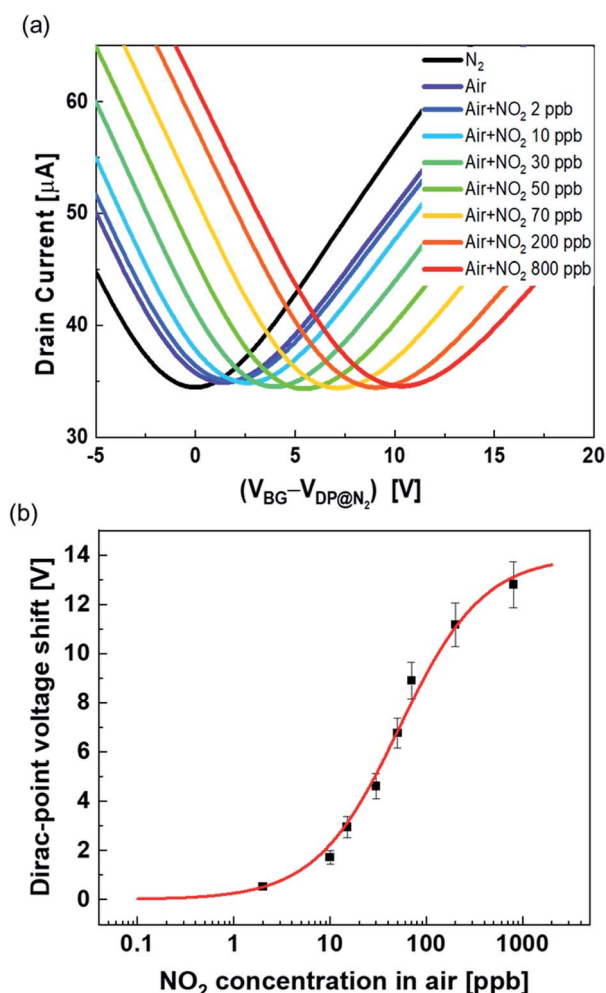 (a)
60
50
40
30
Drain Current [μA]
N₂
Air
Air+NO₂ 2 ppb
Air+NO₂ 10 ppb
Air+NO₂ 30 ppb
Air+NO₂ 50 ppb
Air+NO₂ 70 ppb
Air+NO₂ 200 ppb
Air+NO₂ 800 ppb
-5 0 5 10 15 20
(V_BG–V_DP@N₂) [V]
(b)
14
12
10
8
6
4
2
0
Dirac-point voltage shift [V]
0.1 1 10 100 1000
NO₂ concentration in air [ppb]